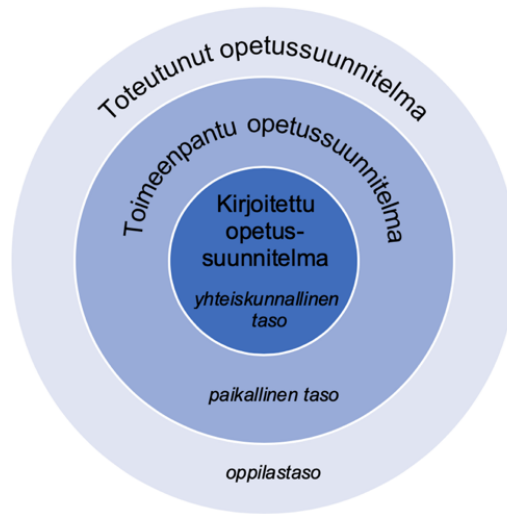 Toteutunut opetussuunnitelma
Toimeenpantu opetussuunnitelma
Kirjoitettu
opetus-
suunnitelma
yhteiskunnallinen
taso
paikallinen taso
oppilastaso